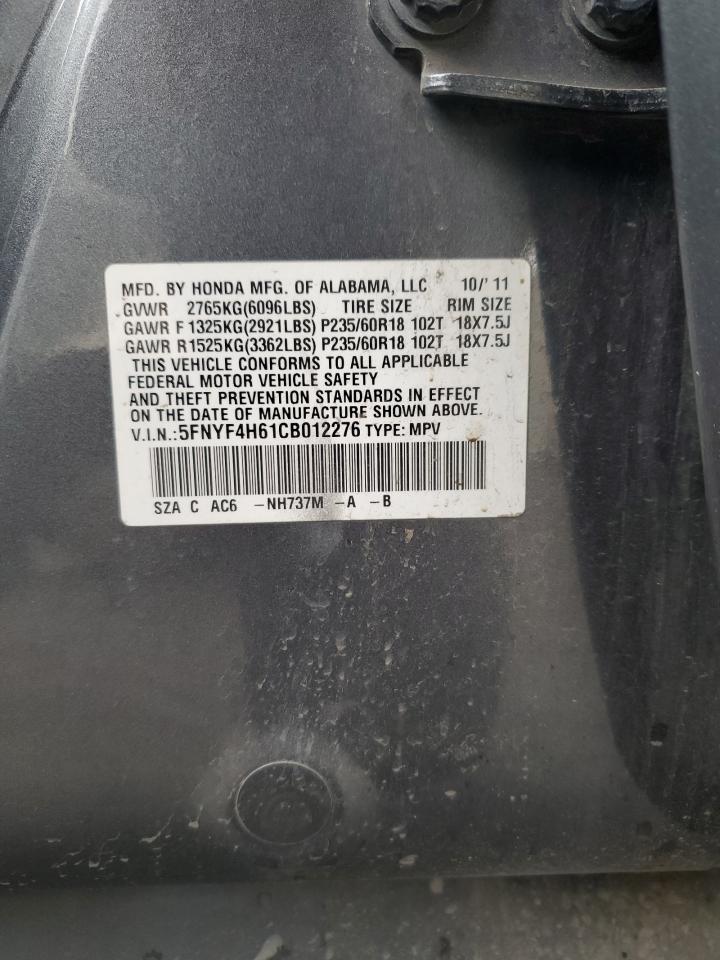 MFD. BY HONDA MFG. OF ALABAMA, LLC 10/'11
GVWR 2765KG(6096LBS) TIRE SIZE RIM SIZE
GAWR F 1325KG(2921LBS) P235/60R18 102T 18X7.5J
GAWR R1525KG(3362LBS) P235/60R18 102T 18X7.5J
THIS VEHICLE CONFORMS TO ALL APPLICABLE
FEDERAL MOTOR VEHICLE SAFETY
AND THEFT PREVENTION STANDARDS IN EFFECT
ON THE DATE OF MANUFACTURE SHOWN ABOVE.
V.I.N.:5FNYF4H61CB012276 TYPE: MPV
SZA C AC6 -NH737M -A -B